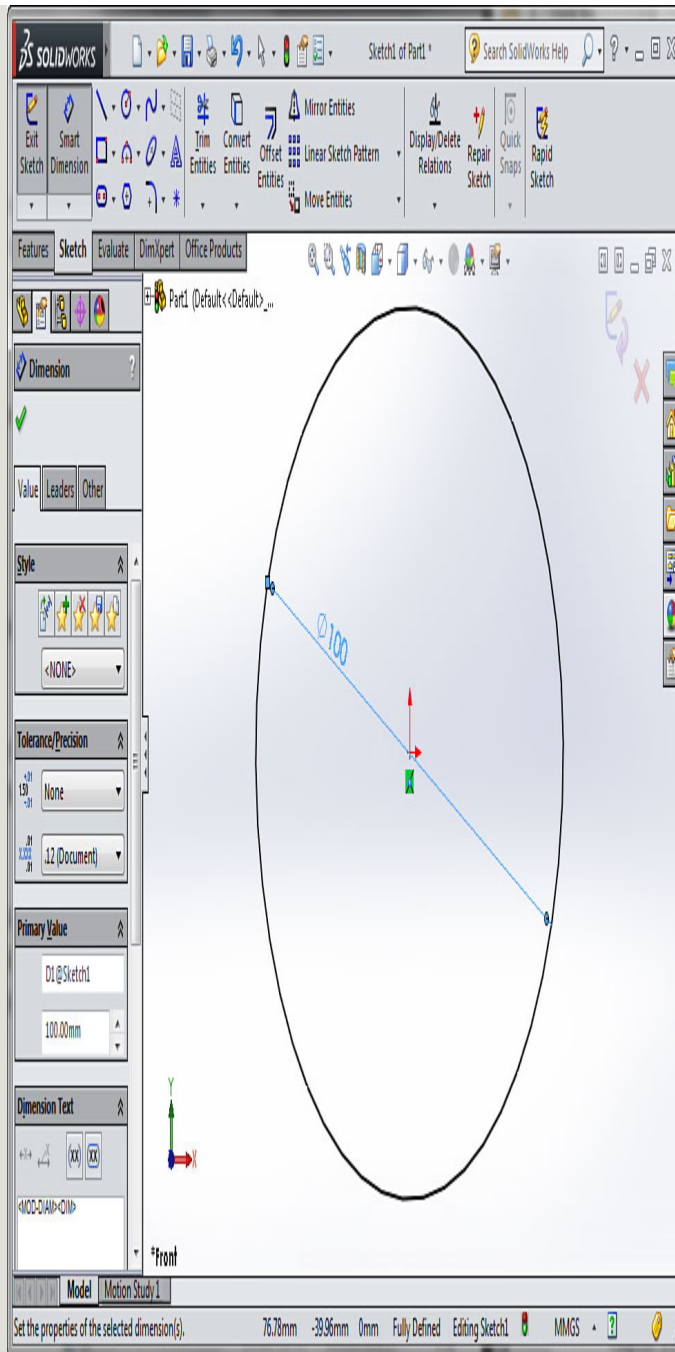 SOLIDWORKS
Sketch1 of Part1 *
Search SolidWorks Help
?
Exit Sketch
Smart Dimension
Trim Entities
Convert Entities
Offset Entities
Mirror Entities
Linear Sketch Pattern
Move Entities
Display/Delete Relations
Repair Sketch
Quick Snaps
Rapid Sketch
Features Sketch Evaluate DimXpert Office Products
Part1 (Default<<Default>_...
Dimension ?
Value Leaders Other
Style
<NONE>
Tolerance/Precision
None
.12 (Document)
Primary Value
D1@Sketch1
100.00mm
Dimension Text
(xx) (xx)
<MOD-DIAM><DIM>
Ø100
Y
X
*Front
Model Motion Study 1
Set the properties of the selected dimension(s). 76.78mm -39.96mm 0mm Fully Defined Editing Sketch1 MMGS ?